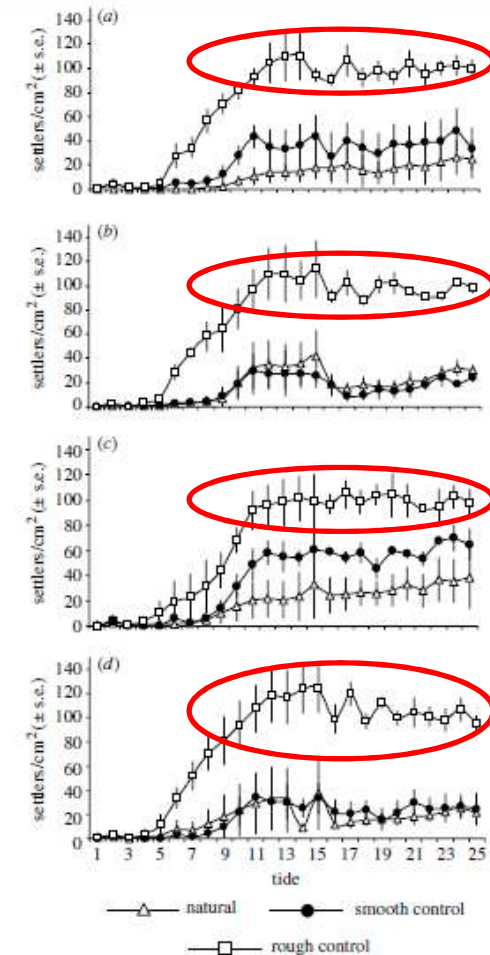 (a)
settlers/cm² (± s.e.)
140
120
100
80
60
40
20
0
(b)
settlers/cm² (± s.e.)
140
120
100
80
60
40
20
0
(c)
settlers/cm² (± s.e.)
140
120
100
80
60
40
20
0
(d)
settlers/cm² (± s.e.)
140
120
100
80
60
40
20
0
1 3 5 7 9 11 13 15 17 19 21 23 25
tide
natural smooth control
rough control